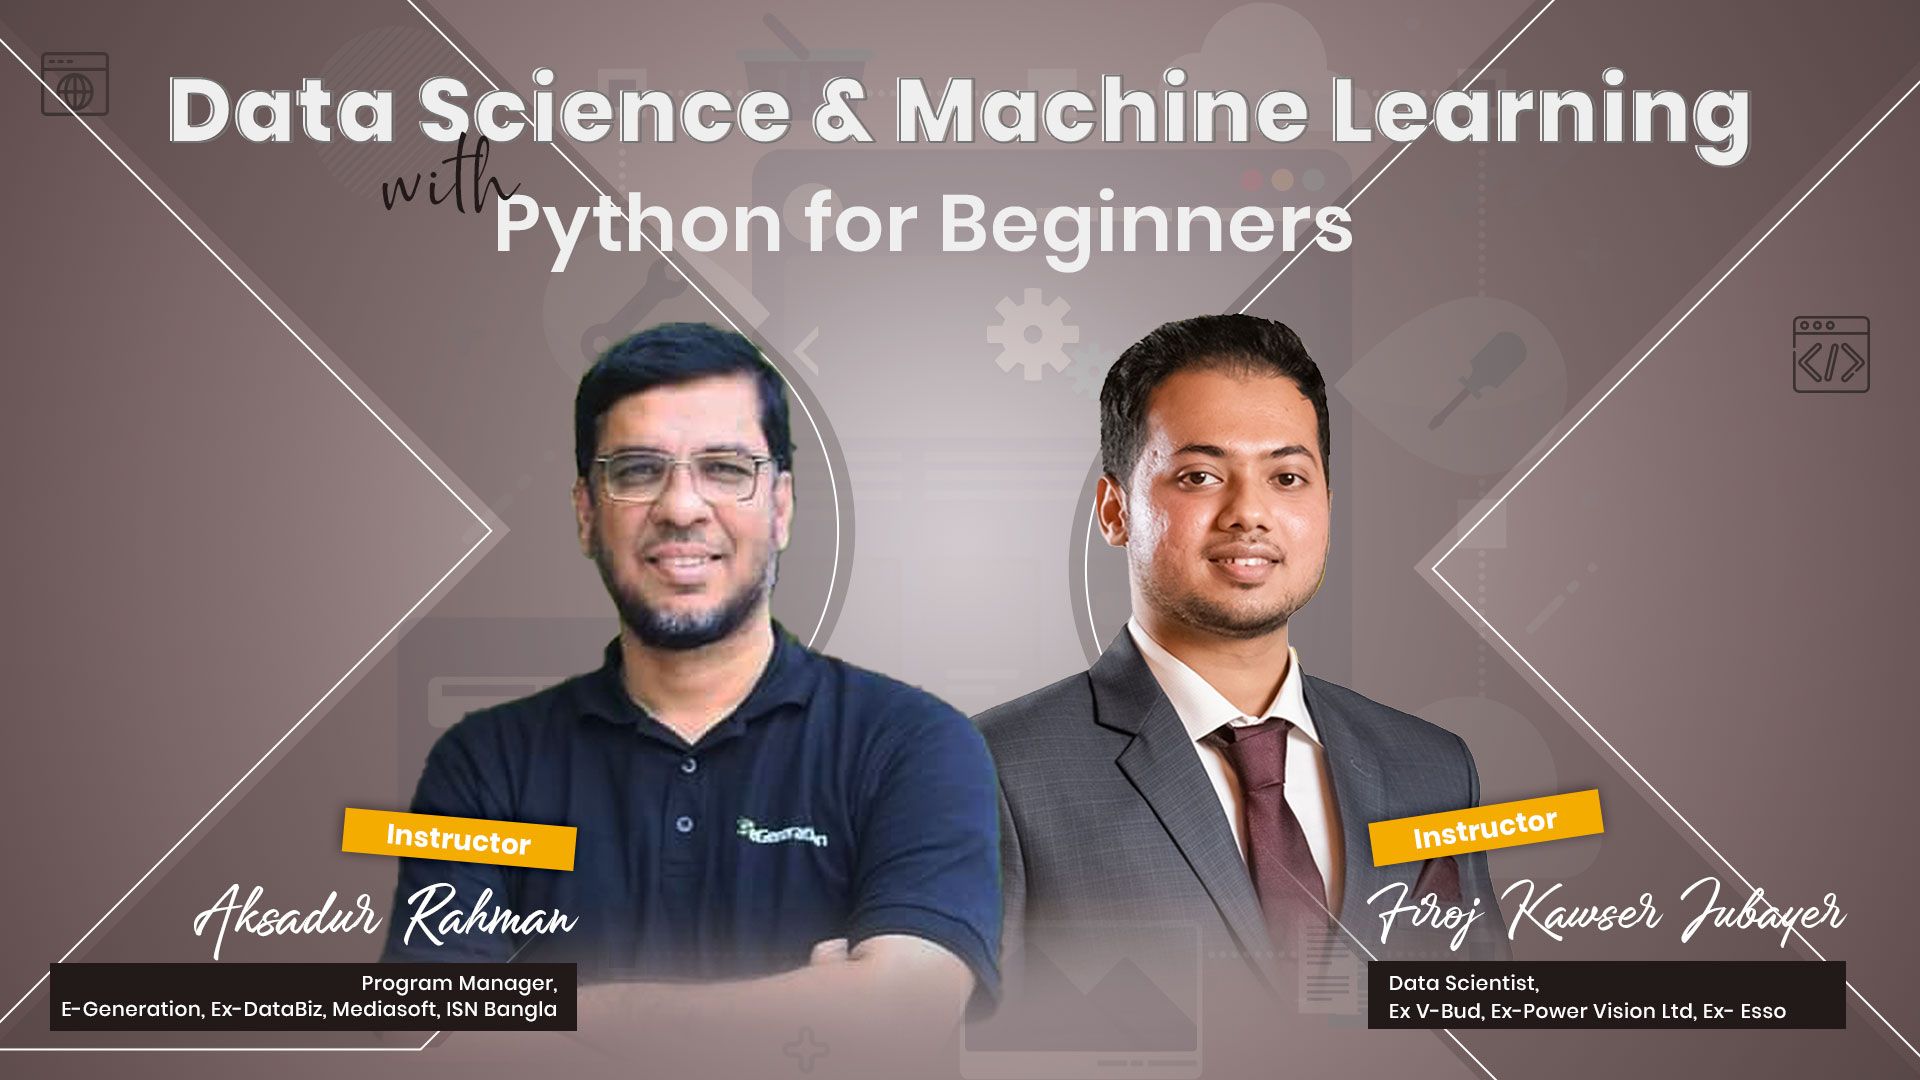 Data Science & Machine Learning
with
Python for Beginners
eGeneration
Instructor
Aksadur Rahman
Program Manager,
E-Generation, Ex-DataBiz, Mediasoft, ISN Bangla
Instructor
Firoj Kawser Jubayer
Data Scientist,
Ex V-Bud, Ex-Power Vision Ltd, Ex- Esso